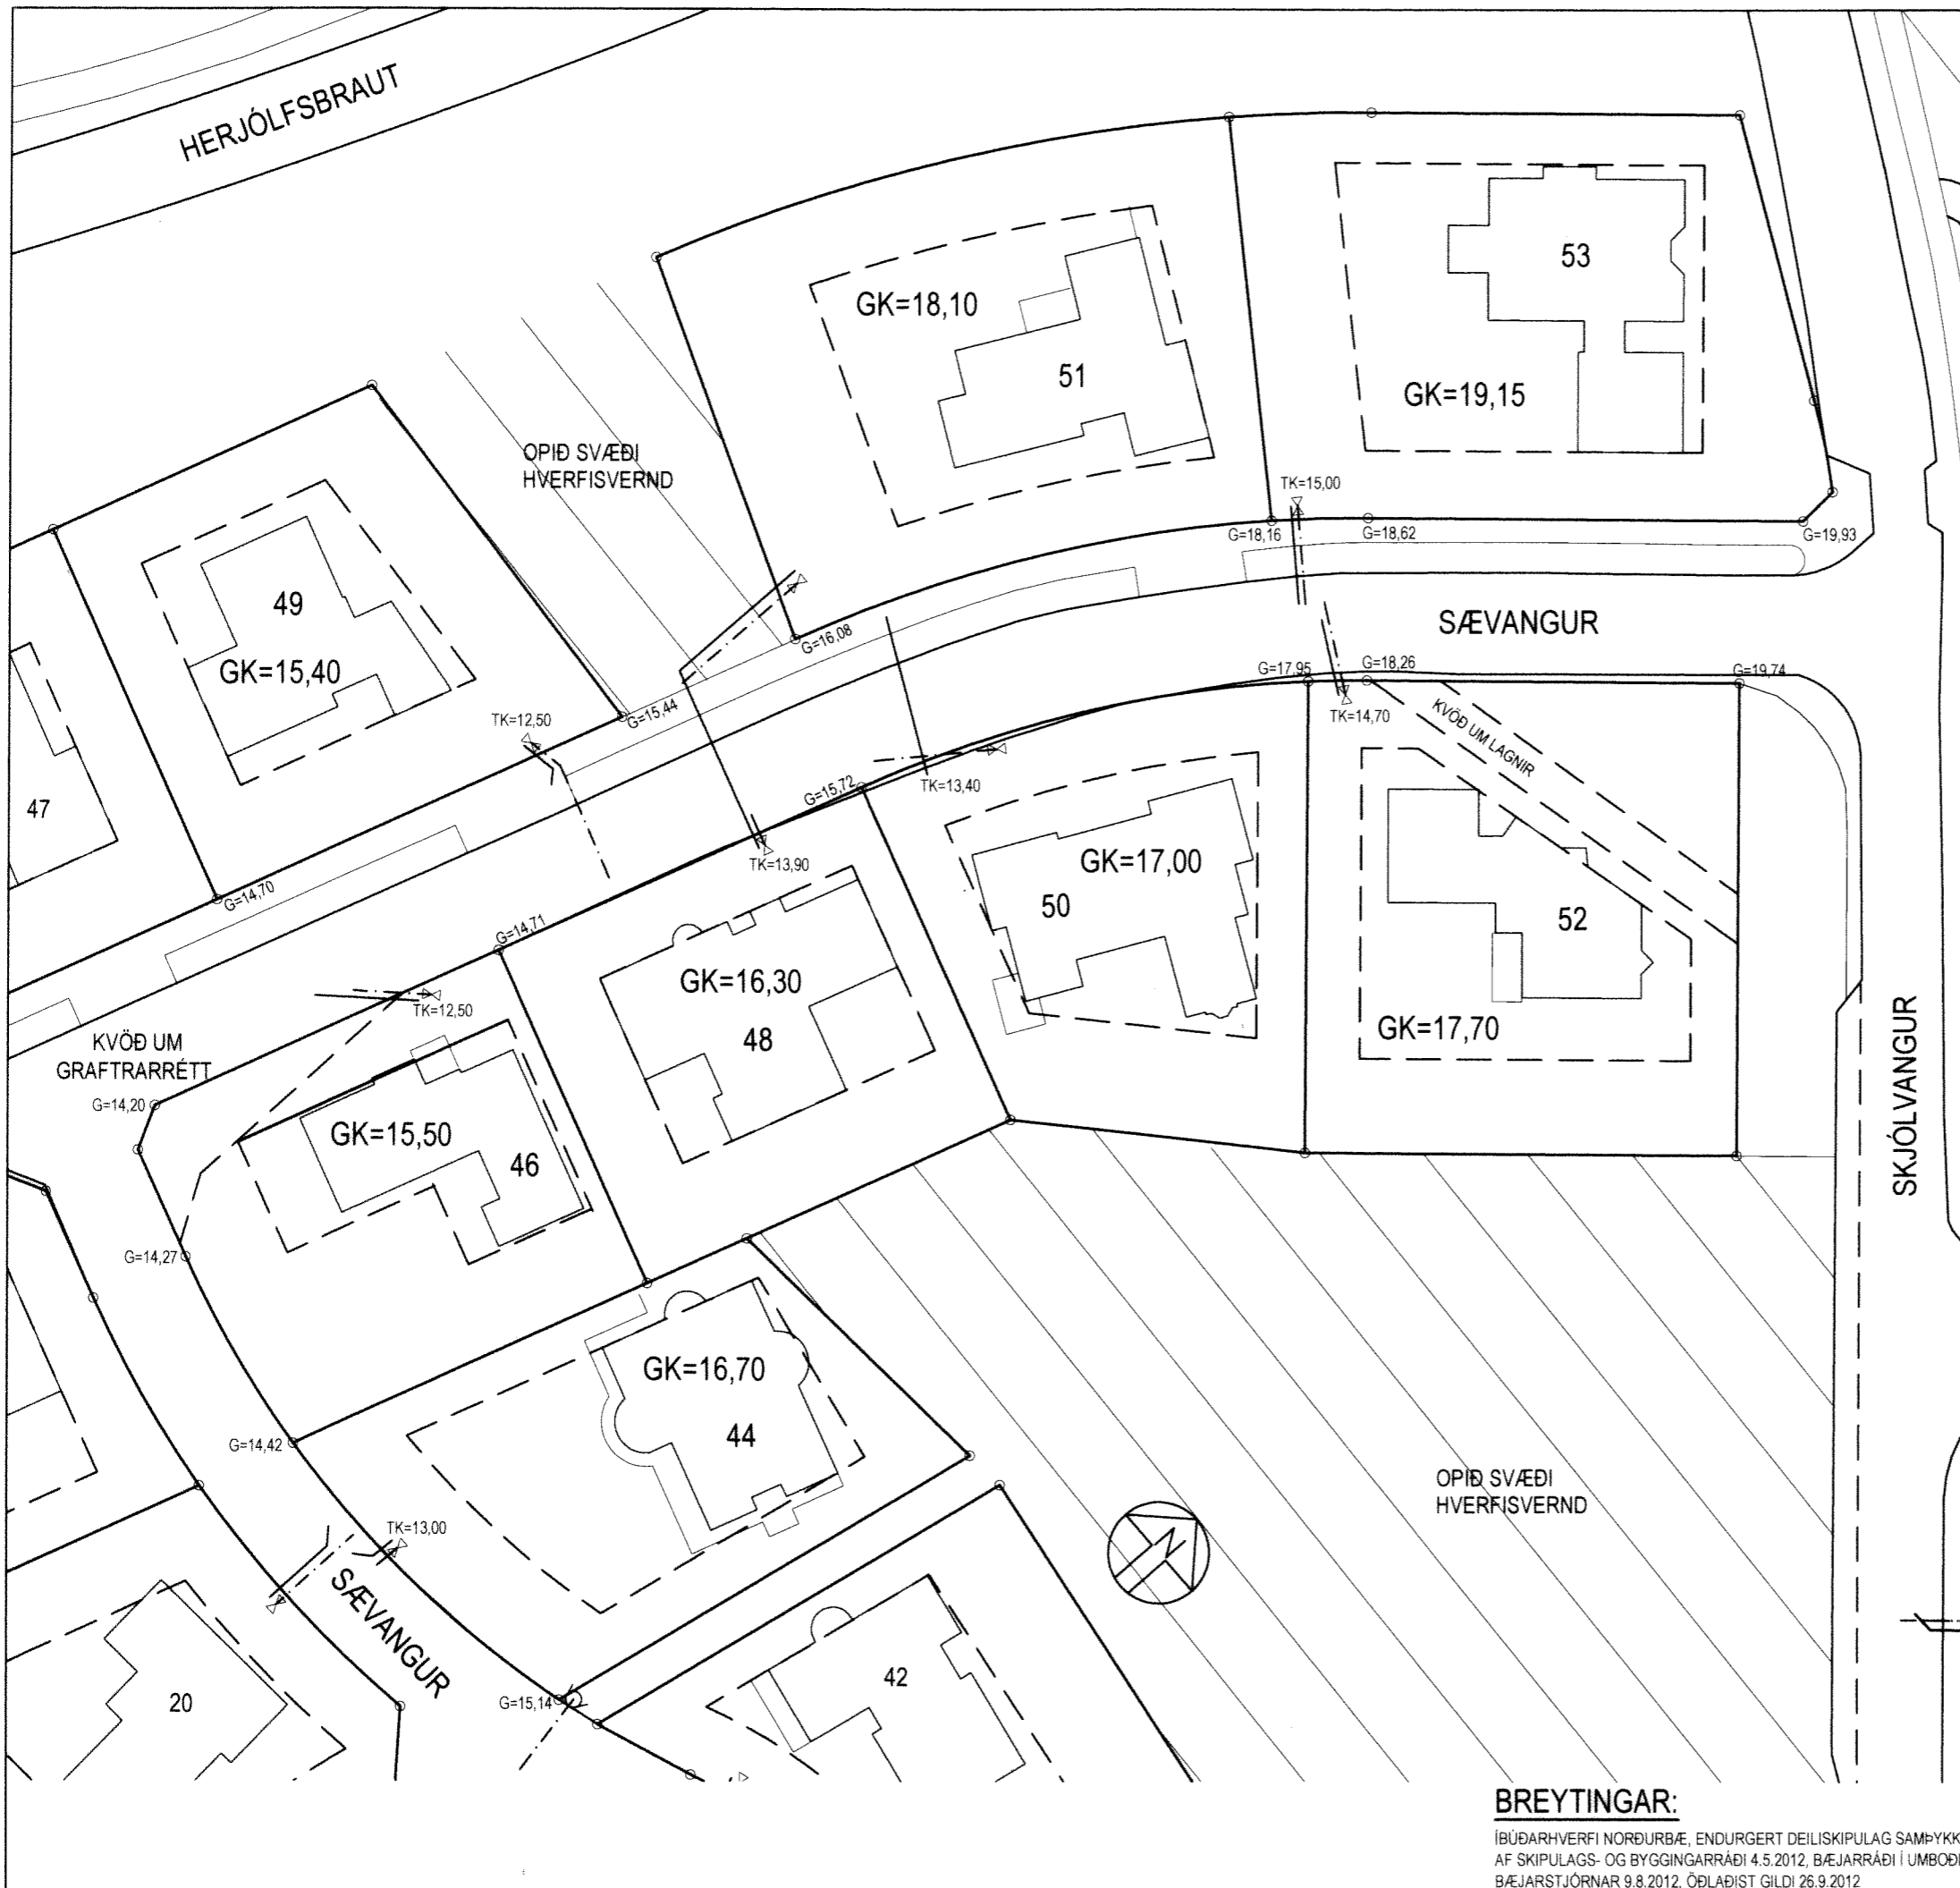 HERJÓLFSBRAUT
53
GK=19,15
GK=18,10
51
OPIÐ SVÆÐI
HVERFISVERND
TK=15,00
G=18,16
G=18,62
G=19,93
49
GK=15,40
SÆVANGUR
G=16,08
G=17,95
G=18,26
G=19,74
TK=12,50
G=15,44
TK=14,70
KVÖÐ UM LAGNIR
47
G=15,72
TK=13,40
TK=13,90
GK=17,00
50
52
G=14,70
G=14,71
GK=16,30
48
TK=12,50
GK=17,70
KVÖÐ UM
GRAFTRARRÉTT
G=14,20
GK=15,50
46
SKJÓLVANGUR
G=14,27
GK=16,70
44
G=14,42
OPIÐ SVÆÐI
HVERFISVERND
TK=13,00
SÆVANGUR
N
20
42
G=15,14
BREYTINGAR:
ÍBÚÐARHVERFI NORÐURBÆ, ENDURGERT DEILISKIPULAG SAMÞYKK
AF SKIPULAGS- OG BYGGINGARRÁÐI 4.5.2012, BÆJARRÁÐI Í UMBOÐI
BÆJARSTJÓRNAR 9.8.2012, ÖÐLAÐIST GILDI 26.9.2012